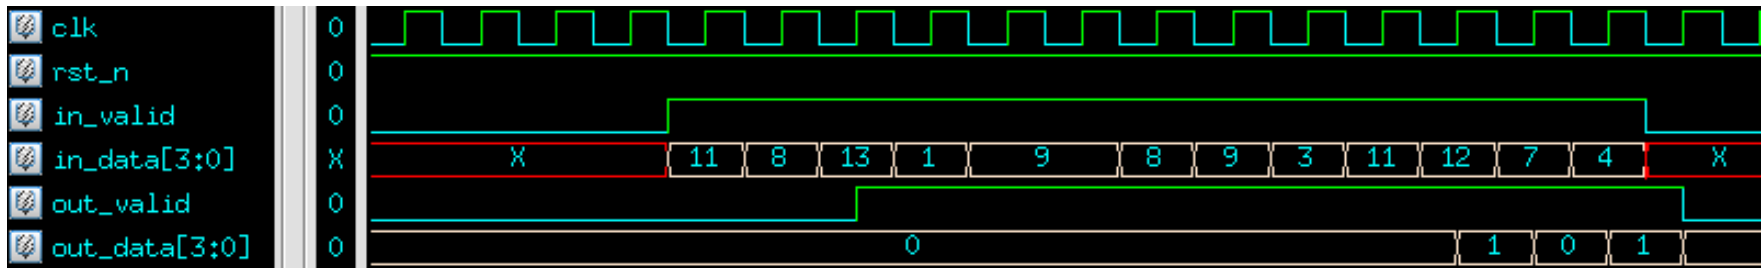 clk 0
rst_n 0
in_valid 0
in_data[3:0] X X 11 8 13 1 9 8 9 3 11 12 7 4 X
out_valid 0
out_data[3:0] 0 0 1 0 1